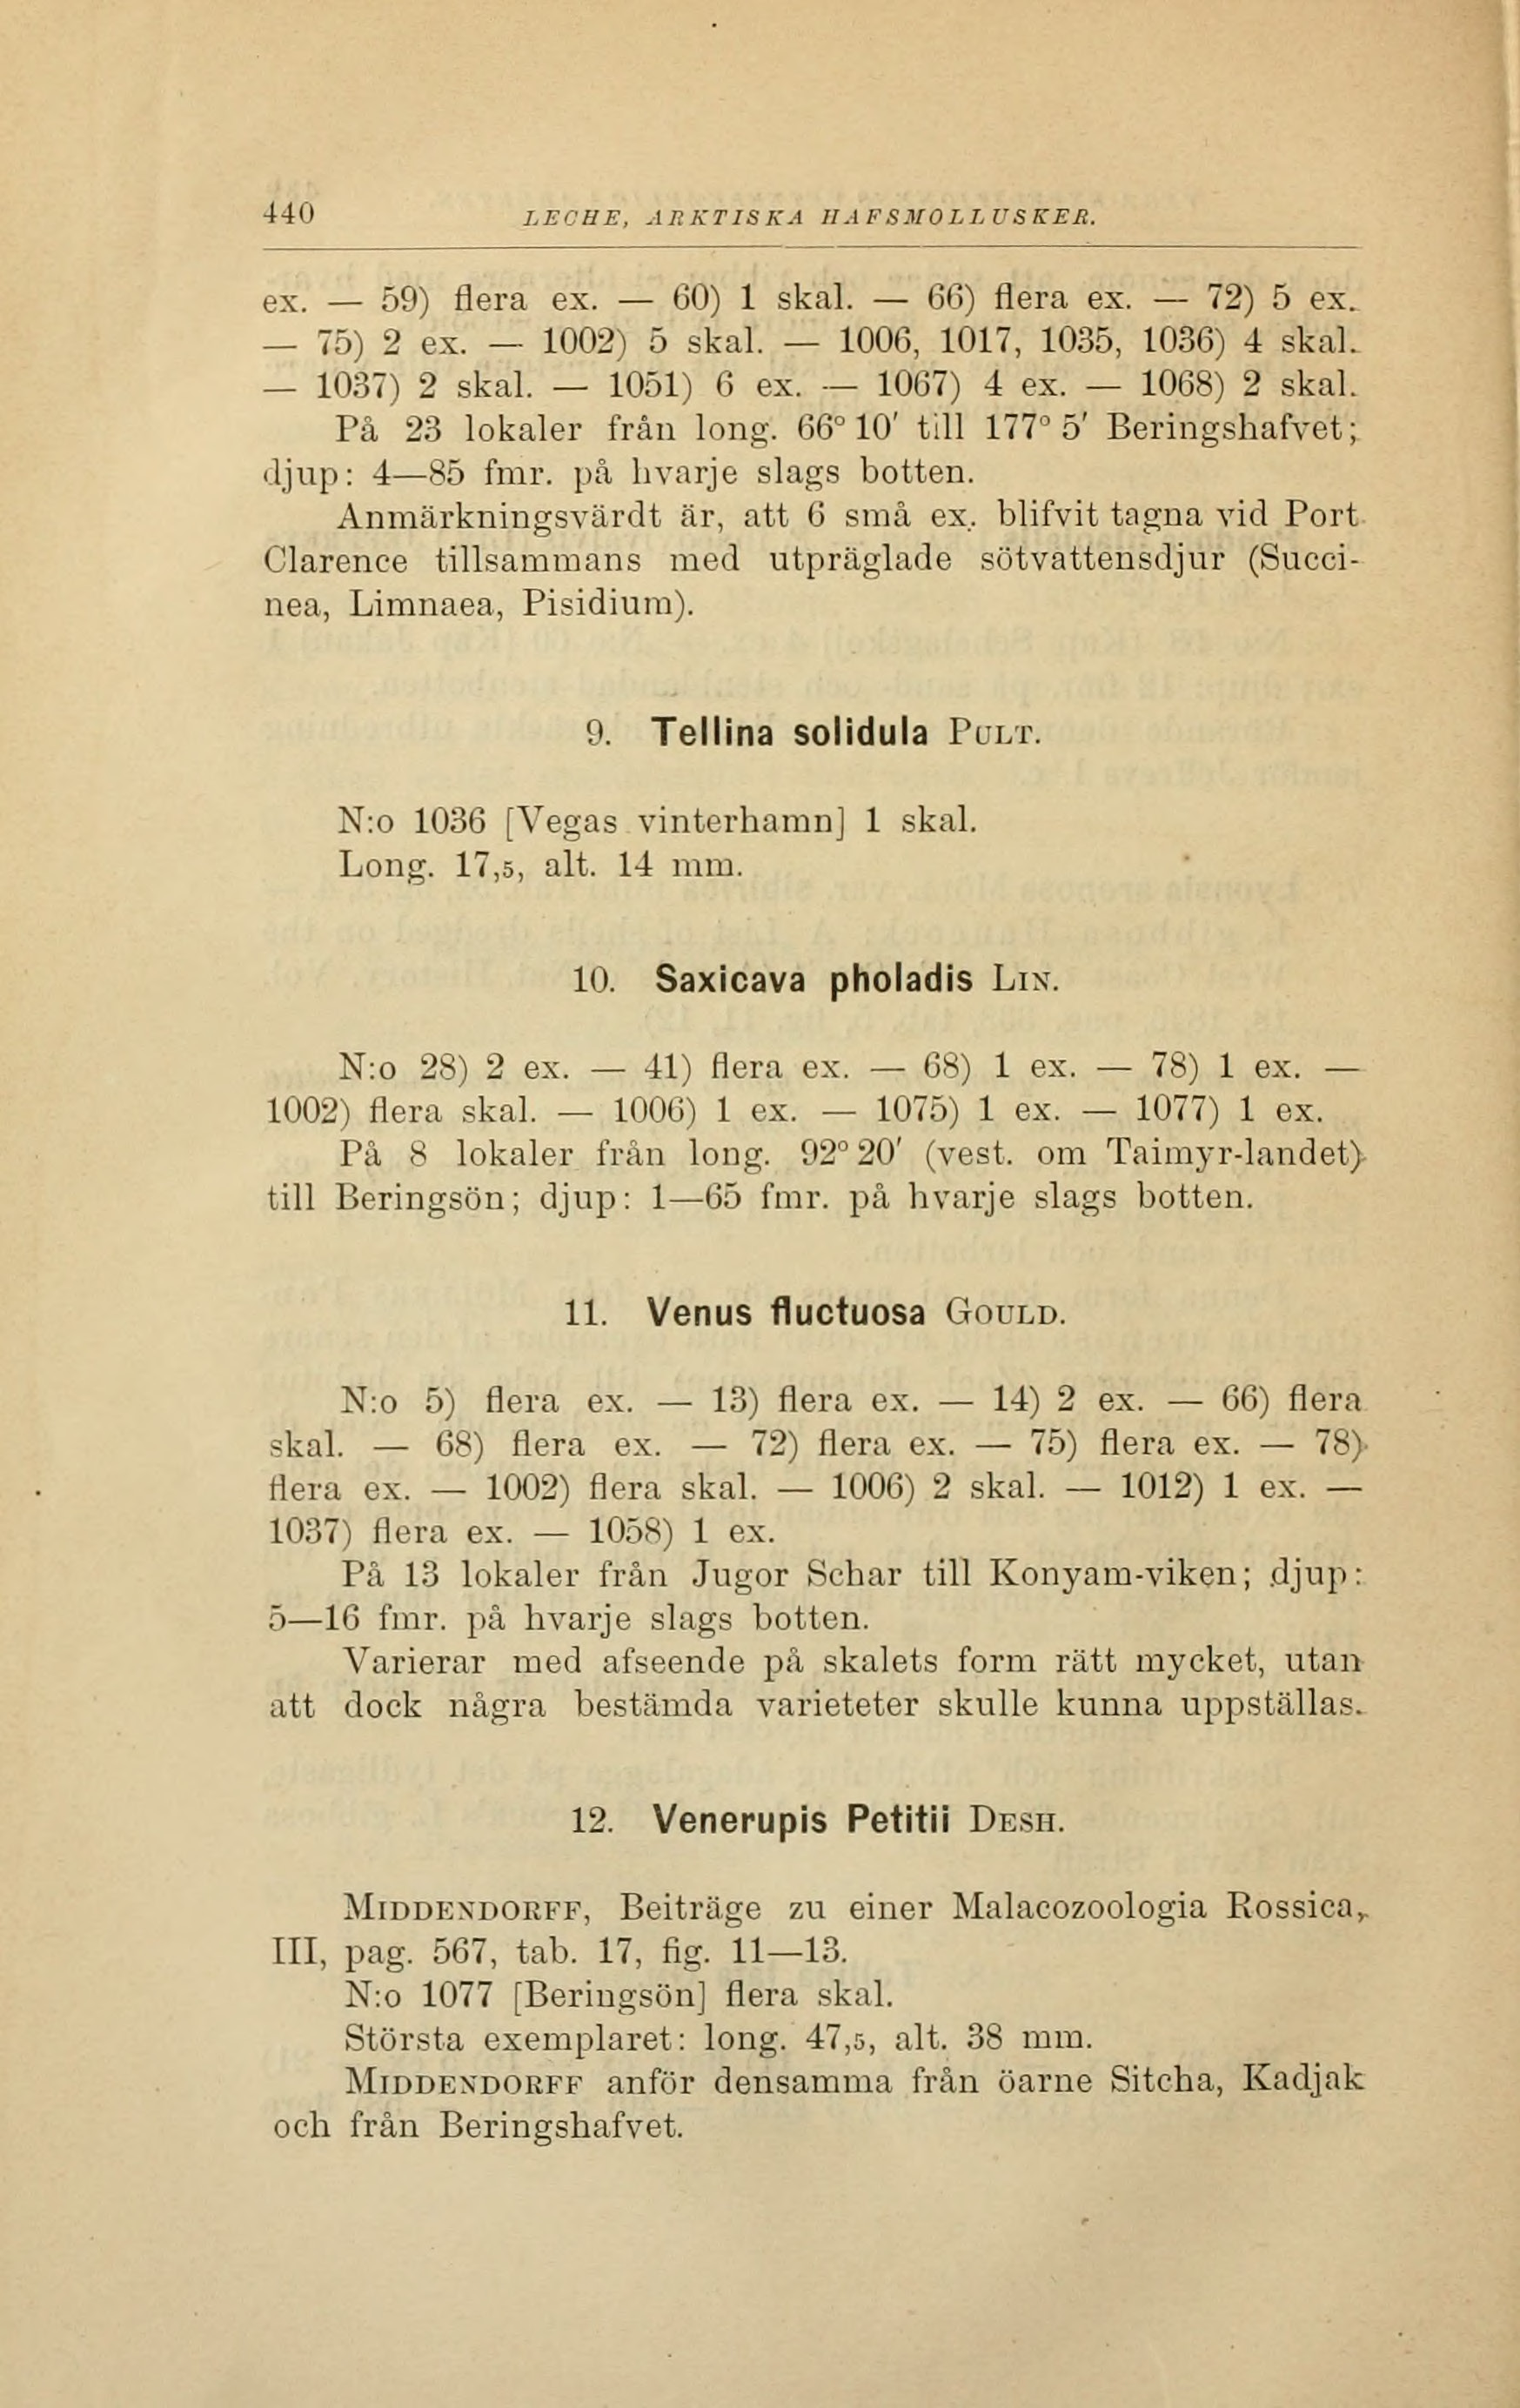 440 LECHE, ARKTISKA HAFSMOLLUSKER.
ex. — 59) flera ex. — 60) 1 skal. — 66) flera ex. — 72) 5 ex.
— 75) 2 ex. — 1002) 5 skal. — 1006, 1017, 1035, 1036) 4 skal.
— 1037) 2 skal. — 1051) 6 ex. — 1067) 4 ex. — 1068) 2 skal.
På 23 lokaler från long. 66° 10′ till 177° 5′ Beringshafvet;
djup: 4—85 fmr. på hvarje slags botten.
Anmärkningsvärdt är, att 6 små ex. blifvit tagna vid Port
Clarence tillsammans med utpräglade sötvattensdjur (Succi-
nea, Limnaea, Pisidium).
9. Tellina solidula PULT.
N:o 1036 [Vegas vinterhamn] 1 skal.
Long. 17,5, alt. 14 mm.
10. Saxicava pholadis LIN.
N:o 28) 2 ex. — 41) flera ex. — 68) 1 ex. — 78) 1 ex. —
1002) flera skal. — 1006) 1 ex. — 1075) 1 ex. — 1077) 1 ex.
På 8 lokaler från long. 92° 20′ (vest. om Taimyr-landet)
till Beringsön; djup: 1—65 fmr. på hvarje slags botten.
11. Venus fluctuosa GOULD.
N:o 5) flera ex. — 13) flera ex. — 14) 2 ex. — 66) flera
skal. — 68) flera ex. — 72) flera ex. — 75) flera ex. — 78)
flera ex. — 1002) flera skal. — 1006) 2 skal. — 1012) 1 ex. —
1037) flera ex. — 1058) 1 ex.
På 13 lokaler från Jugor Schar till Konyam-viken; djup:
5—16 fmr. på hvarje slags botten.
Varierar med afseende på skalets form rätt mycket, utan
att dock några bestämda varieteter skulle kunna uppställas.
12. Venerupis Petitii DESH.
MIDDENDORFF, Beiträge zu einer Malacozoologia Rossica,
III, pag. 567, tab. 17, fig. 11—13.
N:o 1077 [Beringsön] flera skal.
Största exemplaret: long. 47,5, alt. 38 mm.
MIDDENDORFF anför densamma från öarne Sitcha, Kadjak
och från Beringshafvet.